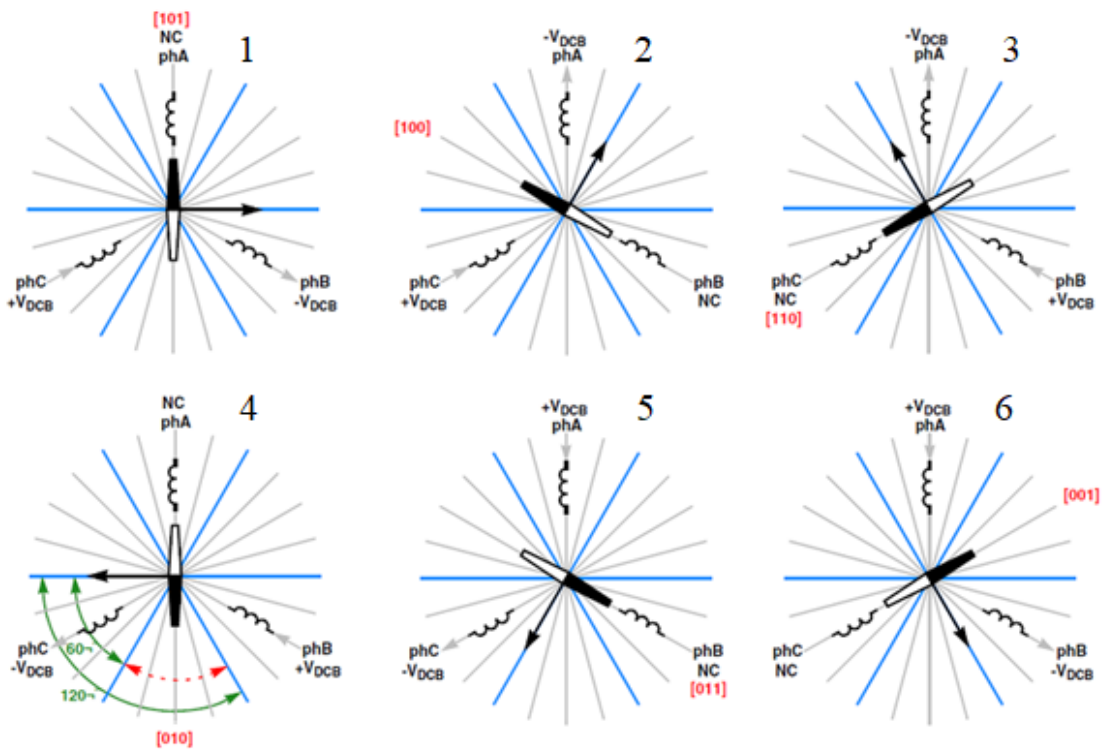 [101]
NC
phA
1
phC
+VDCB
phB
-VDCB
-VDCB
phA
2
[100]
phC
+VDCB
phB
NC
-VDCB
phA
3
phC
NC
[110]
phB
+VDCB
NC
phA
4
phC
-VDCB
60¬
120¬
phB
+VDCB
[010]
+VDCB
phA
5
phC
-VDCB
phB
NC
[011]
+VDCB
phA
6
[001]
phC
NC
phB
-VDCB